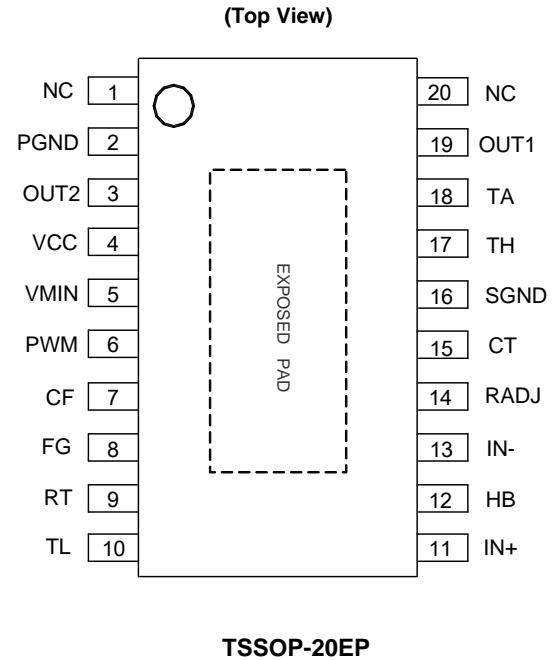 (Top View)
NC 1
PGND 2
OUT2 3
VCC 4
VMIN 5
PWM 6
CF 7
FG 8
RT 9
TL 10
EXPOSED PAD
20 NC
19 OUT1
18 TA
17 TH
16 SGND
15 CT
14 RADJ
13 IN-
12 HB
11 IN+
TSSOP-20EP